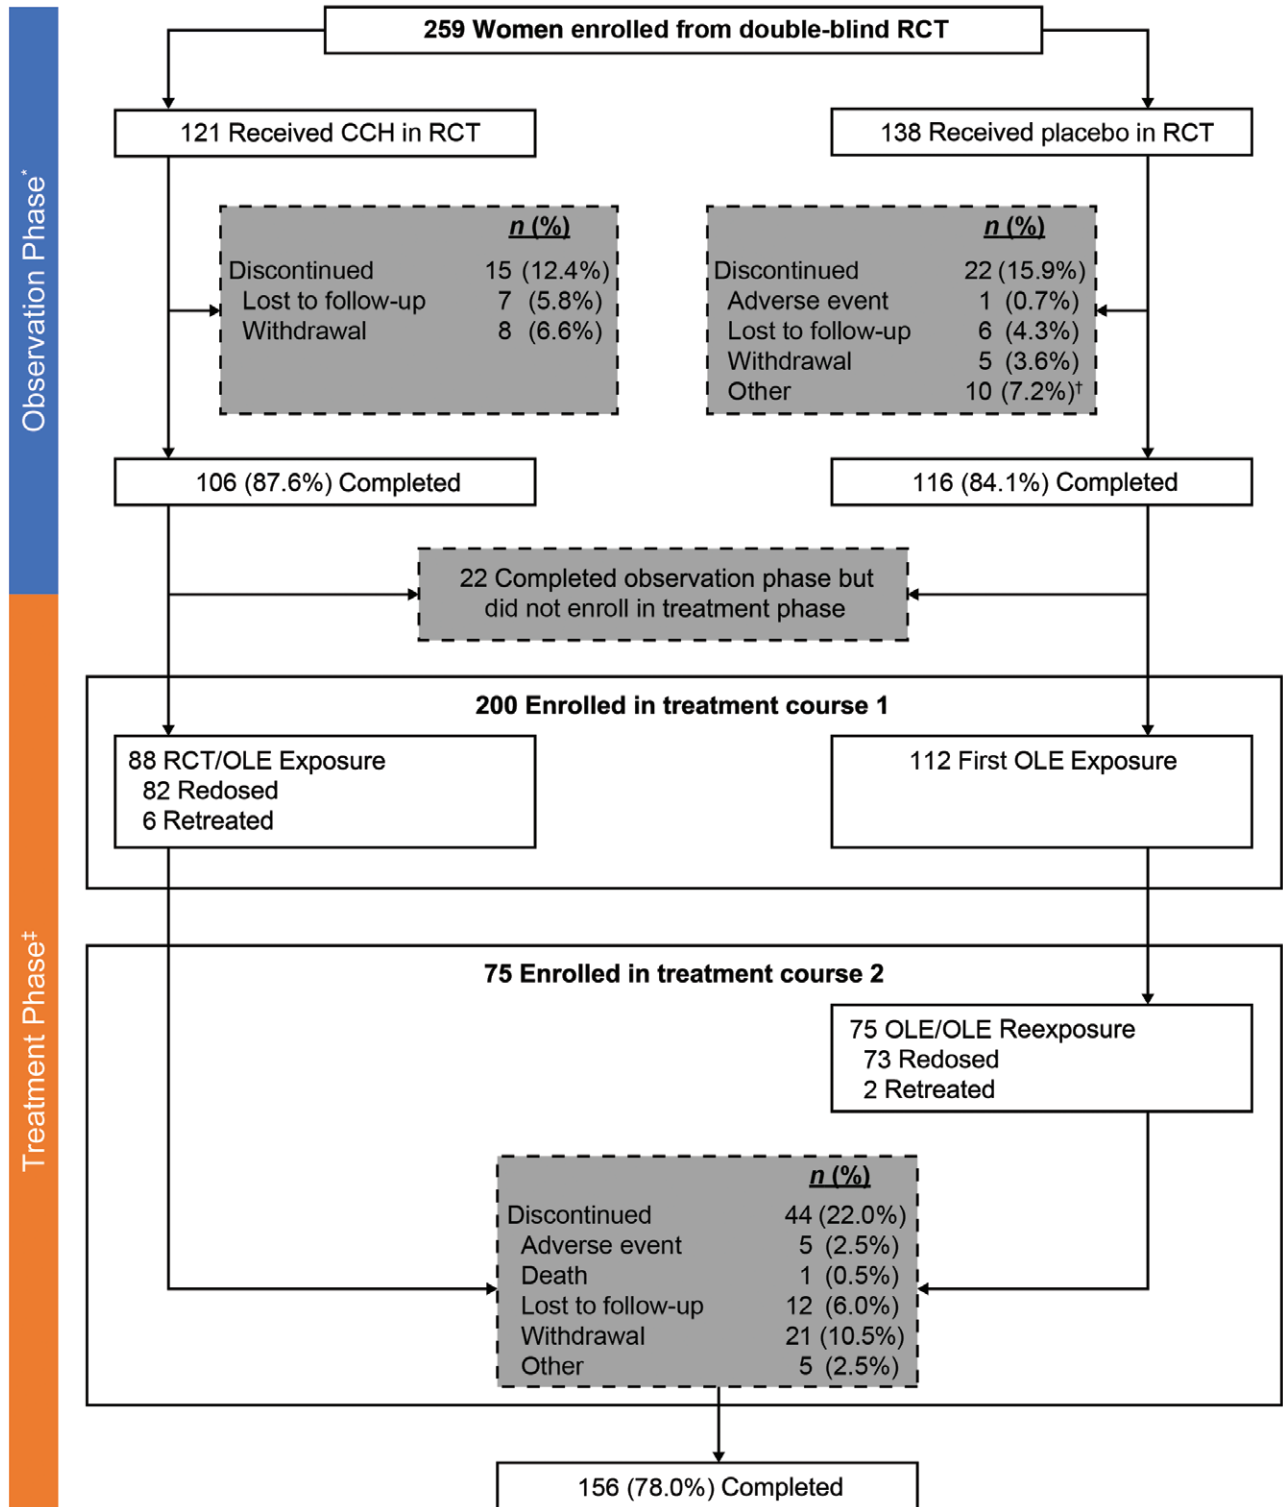 259 Women enrolled from double-blind RCT
Observation Phase*
121 Received CCH in RCT
138 Received placebo in RCT
n (%)
Discontinued 15 (12.4%)
Lost to follow-up 7 (5.8%)
Withdrawal 8 (6.6%)
n (%)
Discontinued 22 (15.9%)
Adverse event 1 (0.7%)
Lost to follow-up 6 (4.3%)
Withdrawal 5 (3.6%)
Other 10 (7.2%)†
106 (87.6%) Completed
116 (84.1%) Completed
22 Completed observation phase but
did not enroll in treatment phase
Treatment Phase‡
200 Enrolled in treatment course 1
88 RCT/OLE Exposure
82 Redosed
6 Retreated
112 First OLE Exposure
75 Enrolled in treatment course 2
75 OLE/OLE Reexposure
73 Redosed
2 Retreated
n (%)
Discontinued 44 (22.0%)
Adverse event 5 (2.5%)
Death 1 (0.5%)
Lost to follow-up 12 (6.0%)
Withdrawal 21 (10.5%)
Other 5 (2.5%)
156 (78.0%) Completed